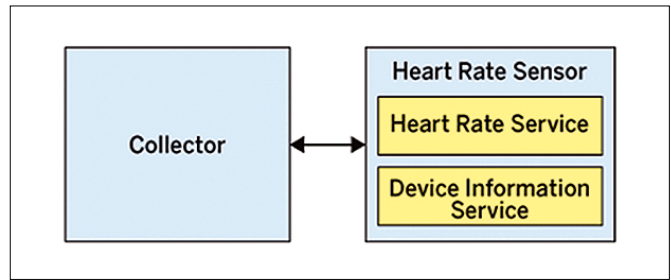 Collector
Heart Rate Sensor
Heart Rate Service
Device Information
Service